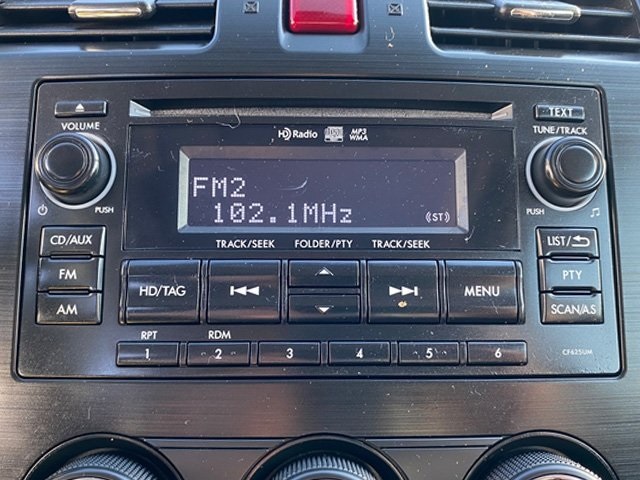 TEXT
HD Radio MP3
WMA
VOLUME
TUNE/TRACK
FM2
102.1MHz ((ST))
PUSH
PUSH
CD/AUX
TRACK/SEEK FOLDER/PTY TRACK/SEEK
LIST/
FM
HD/TAG
MENU
PTY
AM
SCAN/A.S
RPT RDM
1 2 3 4 5 6
CF625UM